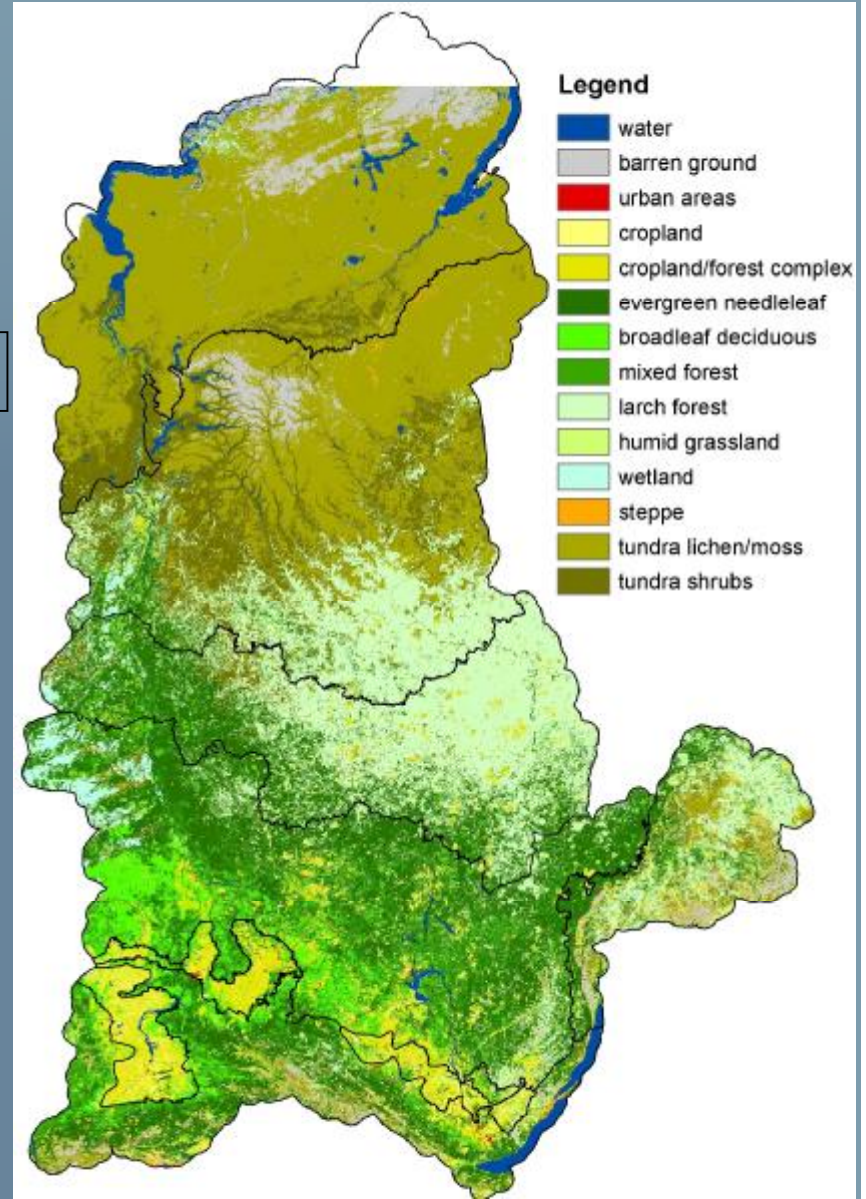 Legend
water
barren ground
urban areas
cropland
cropland/forest complex
evergreen needleleaf
broadleaf deciduous
mixed forest
larch forest
humid grassland
wetland
steppe
tundra lichen/moss
tundra shrubs